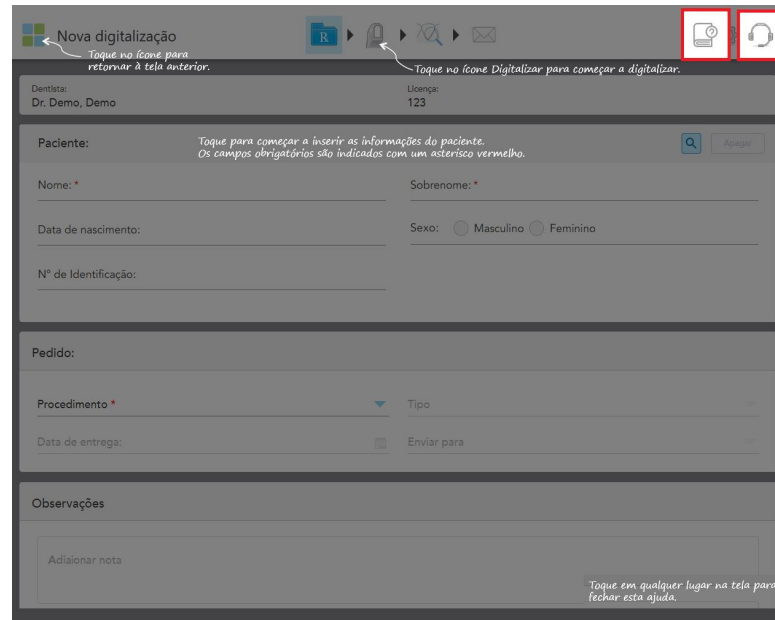 Nova digitalização
R
Toque no ícone para
retornar à tela anterior.
Toque no ícone Digitalizar para começar a digitalizar.
Dentista:
Licença:
Dr. Demo, Demo
123
Paciente:
Toque para começar a inserir as informações do paciente.
Os campos obrigatórios são indicados com um asterisco vermelho.
Apagar
Nome: *
Sobrenome: *
Data de nascimento:
Sexo: Masculino Feminino
Nº de Identificação:
Pedido:
Procedimento *
Tipo
Data de entrega:
Enviar para
Observações
Adisionar nota
Toque em qualquer lugar na tela para
fechar esta ajuda.